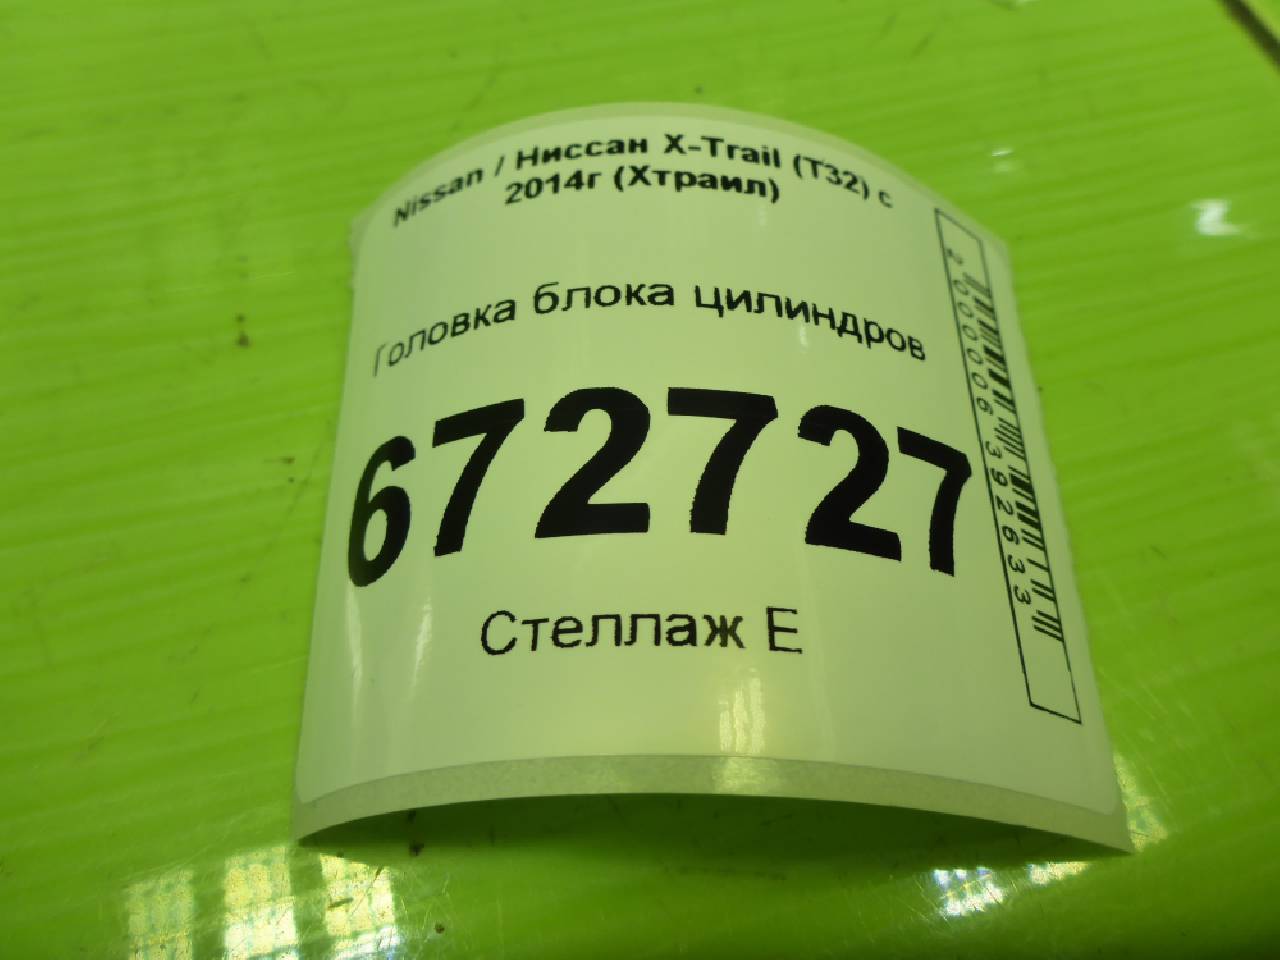 Nissan / Ниссан X-Trail (T32) с
2014г (Хтраил)
Головка блока цилиндров
672727
Стеллаж Е
2000006392633